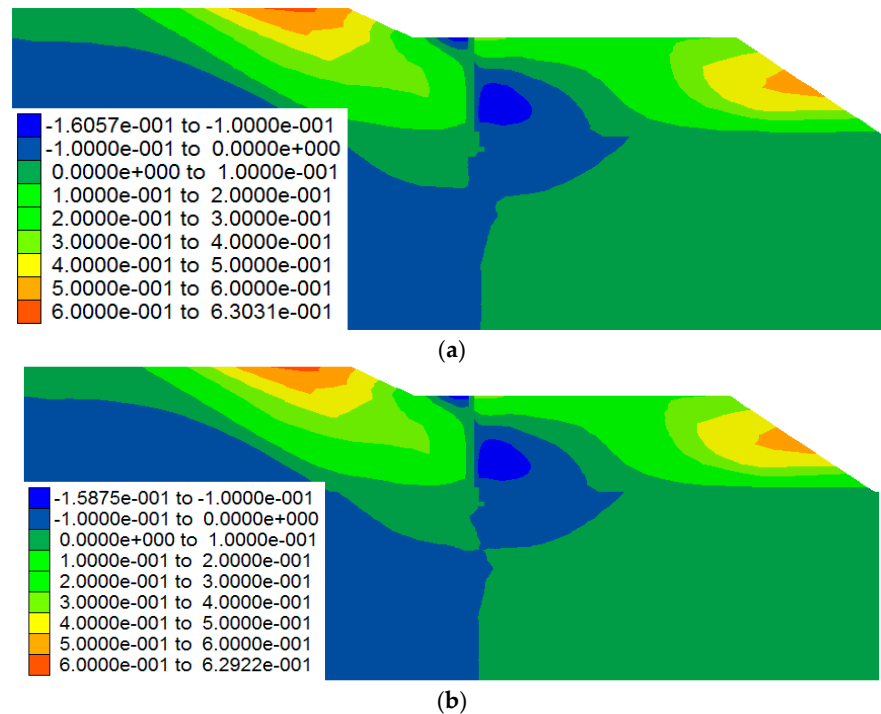 -1.6057e-001 to -1.0000e-001
-1.0000e-001 to 0.0000e+000
0.0000e+000 to 1.0000e-001
1.0000e-001 to 2.0000e-001
2.0000e-001 to 3.0000e-001
3.0000e-001 to 4.0000e-001
4.0000e-001 to 5.0000e-001
5.0000e-001 to 6.0000e-001
6.0000e-001 to 6.3031e-001
(a)
-1.5875e-001 to -1.0000e-001
-1.0000e-001 to 0.0000e+000
0.0000e+000 to 1.0000e-001
1.0000e-001 to 2.0000e-001
2.0000e-001 to 3.0000e-001
3.0000e-001 to 4.0000e-001
4.0000e-001 to 5.0000e-001
5.0000e-001 to 6.0000e-001
6.0000e-001 to 6.2922e-001
(b)